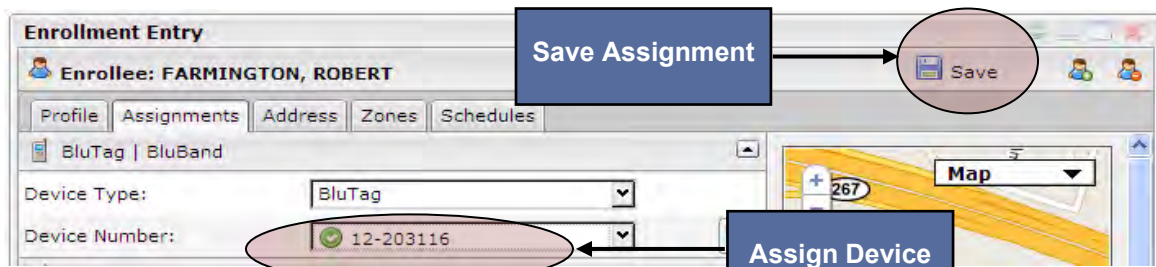 Enrollment Entry
Save Assignment
Enrollee: FARMINGTON, ROBERT
Save
Profile Assignments Address Zones Schedules
BluTag | BluBand
Map
267
Device Type: BluTag
Device Number: 12-203116
Assign Device